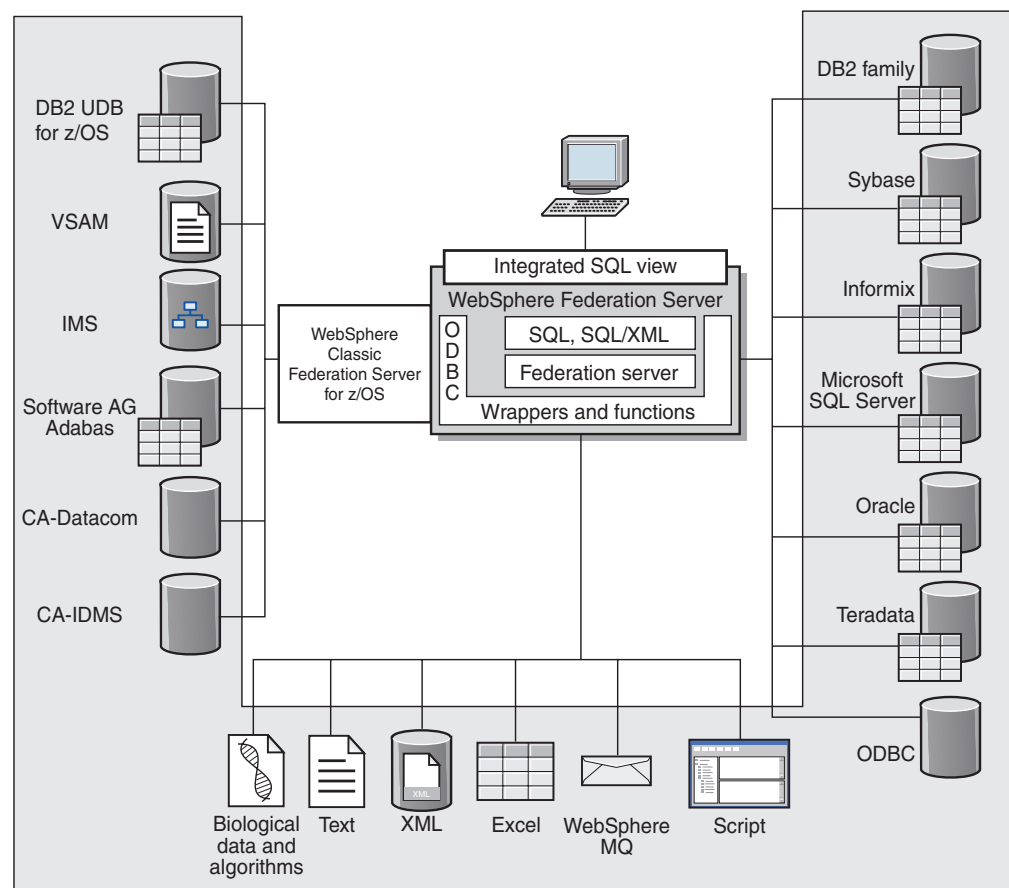 DB2 UDB
for z/OS
VSAM
IMS
Software AG
Adabas
CA-Datacom
CA-IDMS
Integrated SQL view
WebSphere Federation Server
WebSphere
Classic
Federation Server
for z/OS
O
D
B
C
SQL, SQL/XML
Federation server
Wrappers and functions
DB2 family
Sybase
Informix
Microsoft
SQL Server
Oracle
Teradata
ODBC
XML
Biological
data and
algorithms
Text
XML
Excel
WebSphere
MQ
Script